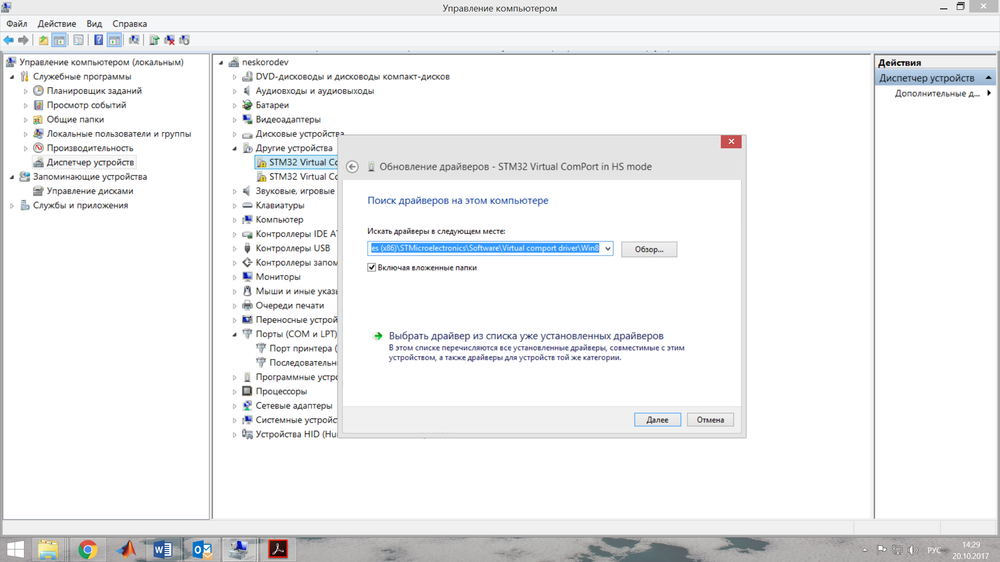 Управление компьютером
Файл Действие Вид Справка
Управление компьютером (локальным)
Служебные программы
Планировщик заданий
Просмотр событий
Общие папки
Локальные пользователи и группы
Производительность
Диспетчер устройств
Запоминающие устройства
Управление дисками
Службы и приложения
neskorodev
DVD-дисководы и дисководы компакт-дисков
Аудиовходы и аудиовыходы
Батареи
Видеоадаптеры
Дисковые устройства
Другие устройства
STM32 Virtual Co
STM32 Virtual Co
Звуковые, игровые
Клавиатуры
Компьютер
Контроллеры IDE AT
Контроллеры USB
Контроллеры запом
Мониторы
Мыши и иные указ
Очереди печати
Переносные устрой
Порты (COM и LPT)
Порт принтера (
Последовательн
Программные устро
Процессоры
Сетевые адаптеры
Системные устройс
Устройства HID (Hu
Обновление драйверов - STM32 Virtual ComPort in HS mode
Поиск драйверов на этом компьютере
Искать драйверы в следующем месте:
es (x86)\STMicroelectronics\Software\Virtual comport driver\Win8
Обзор...
Включая вложенные папки
Выбрать драйвер из списка уже установленных драйверов
В этом списке перечисляются все установленные драйверы, совместимые с этим
устройством, а также драйверы для устройств той же категории.
Далее Отмена
Действия
Диспетчер устройств
Дополнительные д...
РУС
14:29
20.10.2017